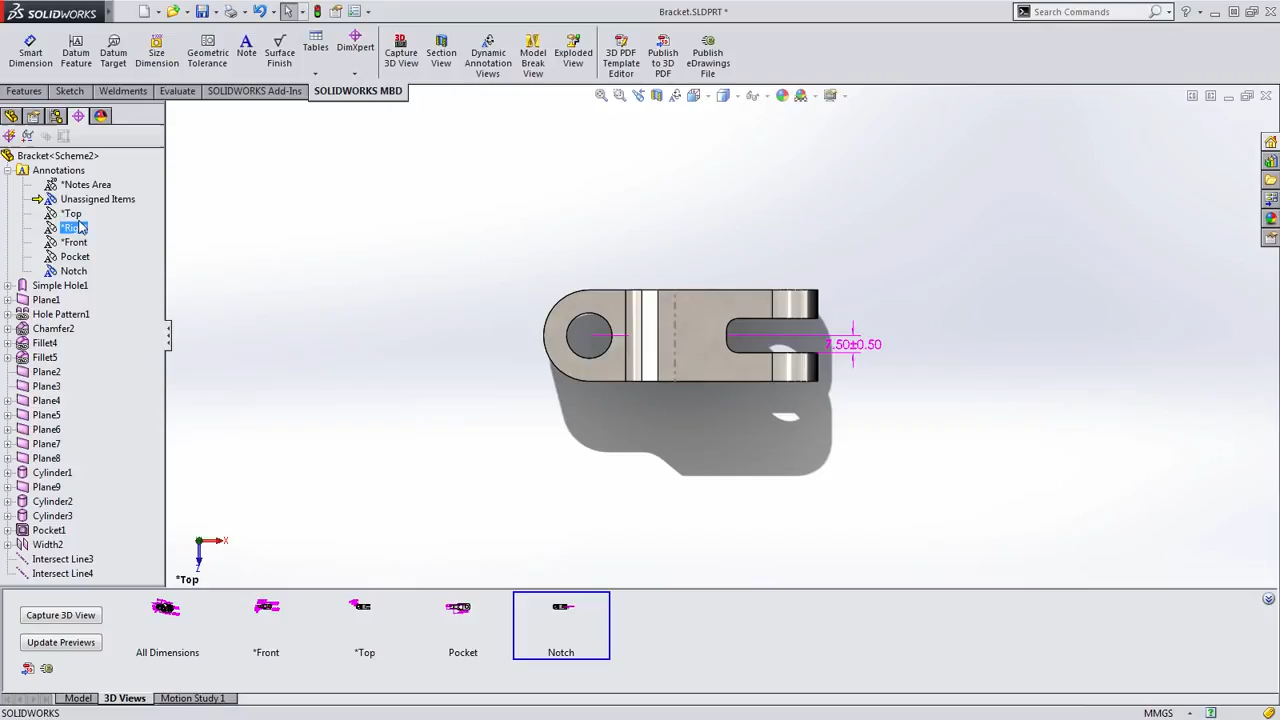 SOLIDWORKS
Bracket.SLDPRT *
Search Commands
Smart Dimension
Datum Feature
Datum Target
Size Dimension
Geometric Tolerance
Note
Surface Finish
Tables
DimXpert
Capture 3D View
Section View
Dynamic Annotation Views
Model Break View
Exploded View
3D PDF Template Editor
Publish to 3D PDF
Publish eDrawings File
Features
Sketch
Weldments
Evaluate
SOLIDWORKS Add-Ins
SOLIDWORKS MBD
Bracket<Scheme2>
Annotations
*Notes Area
Unassigned Items
*Top
*Front
Pocket
Notch
Simple Hole1
Plane1
Hole Pattern1
Chamfer2
Fillet4
Fillet5
Plane2
Plane3
Plane4
Plane5
Plane6
Plane7
Plane8
Cylinder1
Plane9
Cylinder2
Cylinder3
Pocket1
Width2
Intersect Line3
Intersect Line4
7.50±0.50
X
Z
*Top
Capture 3D View
Update Previews
All Dimensions
*Front
*Top
Pocket
Notch
Model
3D Views
Motion Study 1
SOLIDWORKS
MMGS